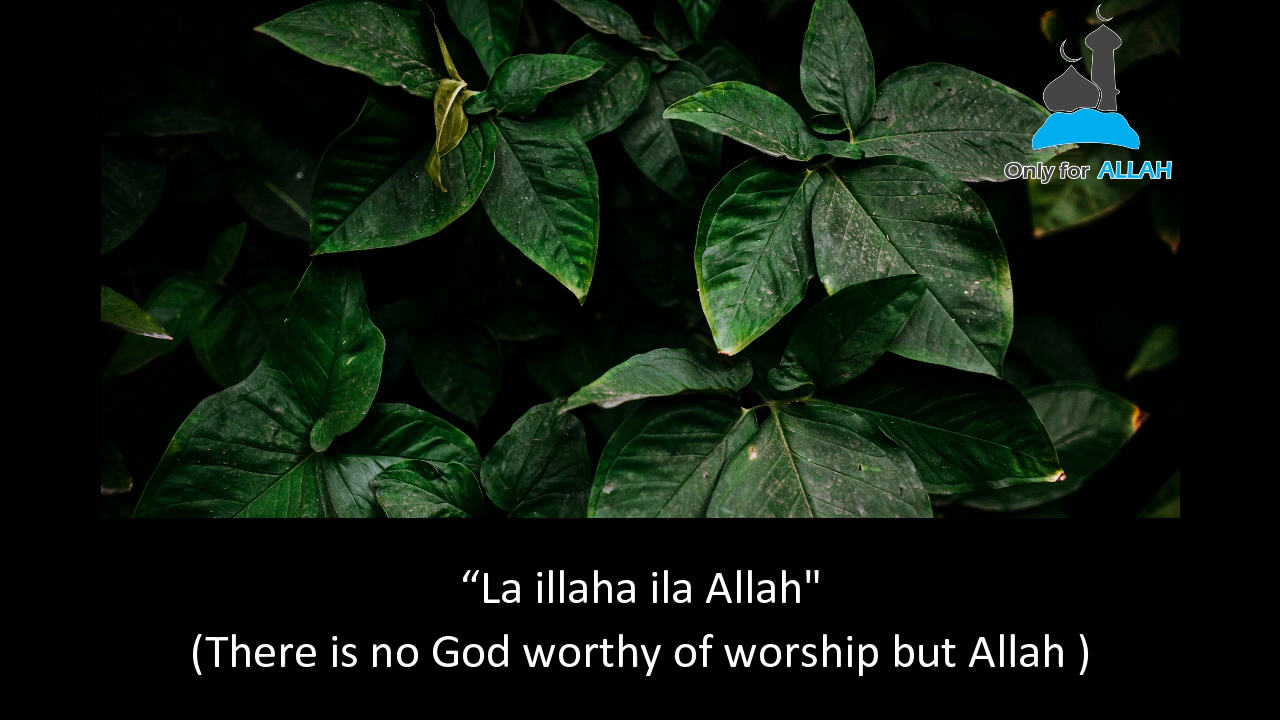 Only for ALLAH
“La illaha ila Allah"
(There is no God worthy of worship but Allah )